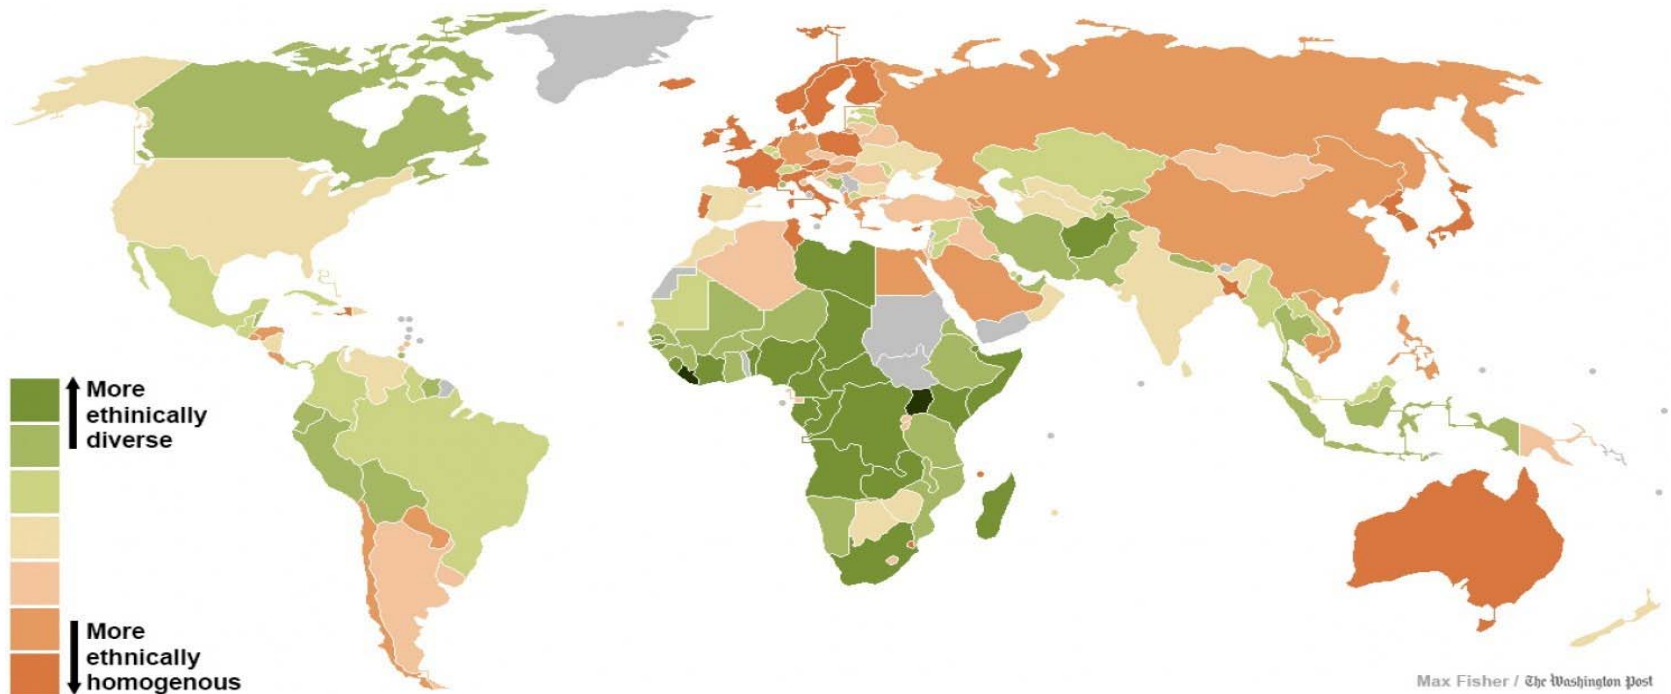 More
ethinically
diverse
More
ethnically
homogenous
Max Fisher / The Washington Post